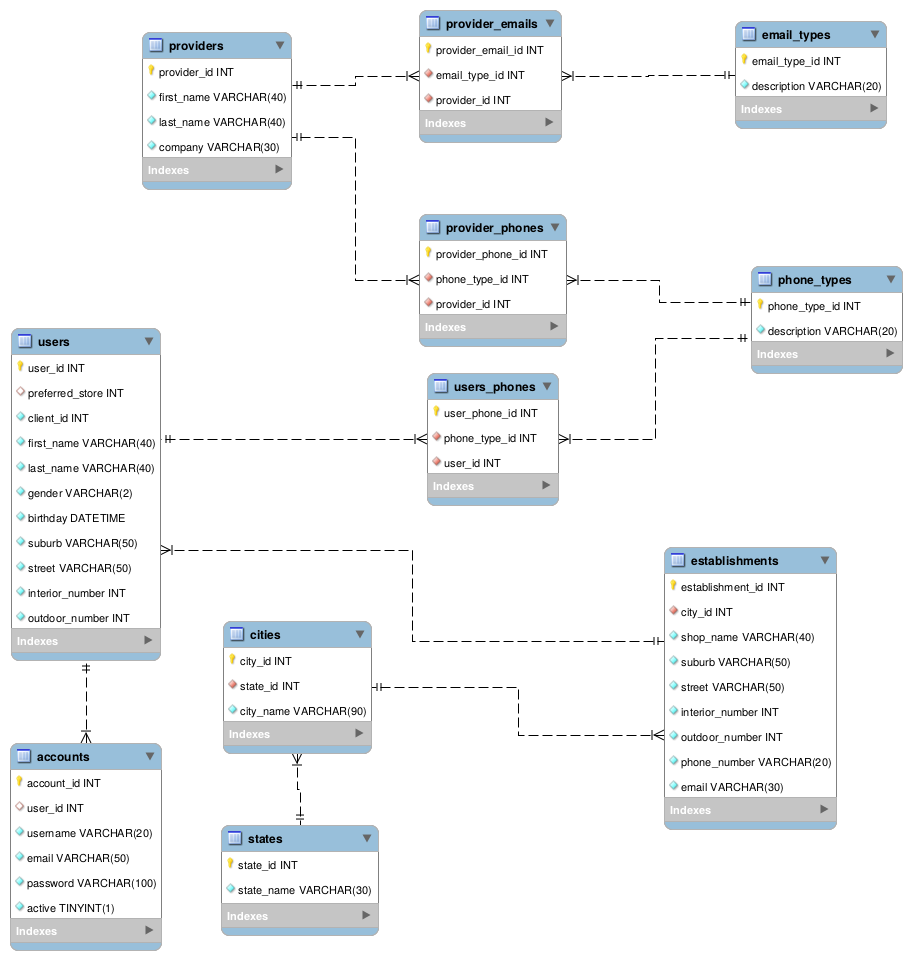 providers
provider_id INT
first_name VARCHAR(40)
last_name VARCHAR(40)
company VARCHAR(30)
Indexes
provider_emails
provider_email_id INT
email_type_id INT
provider_id INT
Indexes
email_types
email_type_id INT
description VARCHAR(20)
Indexes
provider_phones
provider_phone_id INT
phone_type_id INT
provider_id INT
Indexes
phone_types
phone_type_id INT
description VARCHAR(20)
Indexes
users
user_id INT
preferred_store INT
client_id INT
first_name VARCHAR(40)
last_name VARCHAR(40)
gender VARCHAR(2)
birthday DATETIME
suburb VARCHAR(50)
street VARCHAR(50)
interior_number INT
outdoor_number INT
Indexes
users_phones
user_phone_id INT
phone_type_id INT
user_id INT
Indexes
establishments
establishment_id INT
city_id INT
shop_name VARCHAR(40)
suburb VARCHAR(50)
street VARCHAR(50)
interior_number INT
outdoor_number INT
phone_number VARCHAR(20)
email VARCHAR(30)
Indexes
cities
city_id INT
state_id INT
city_name VARCHAR(90)
Indexes
accounts
account_id INT
user_id INT
username VARCHAR(20)
email VARCHAR(50)
password VARCHAR(100)
active TINYINT(1)
Indexes
states
state_id INT
state_name VARCHAR(30)
Indexes